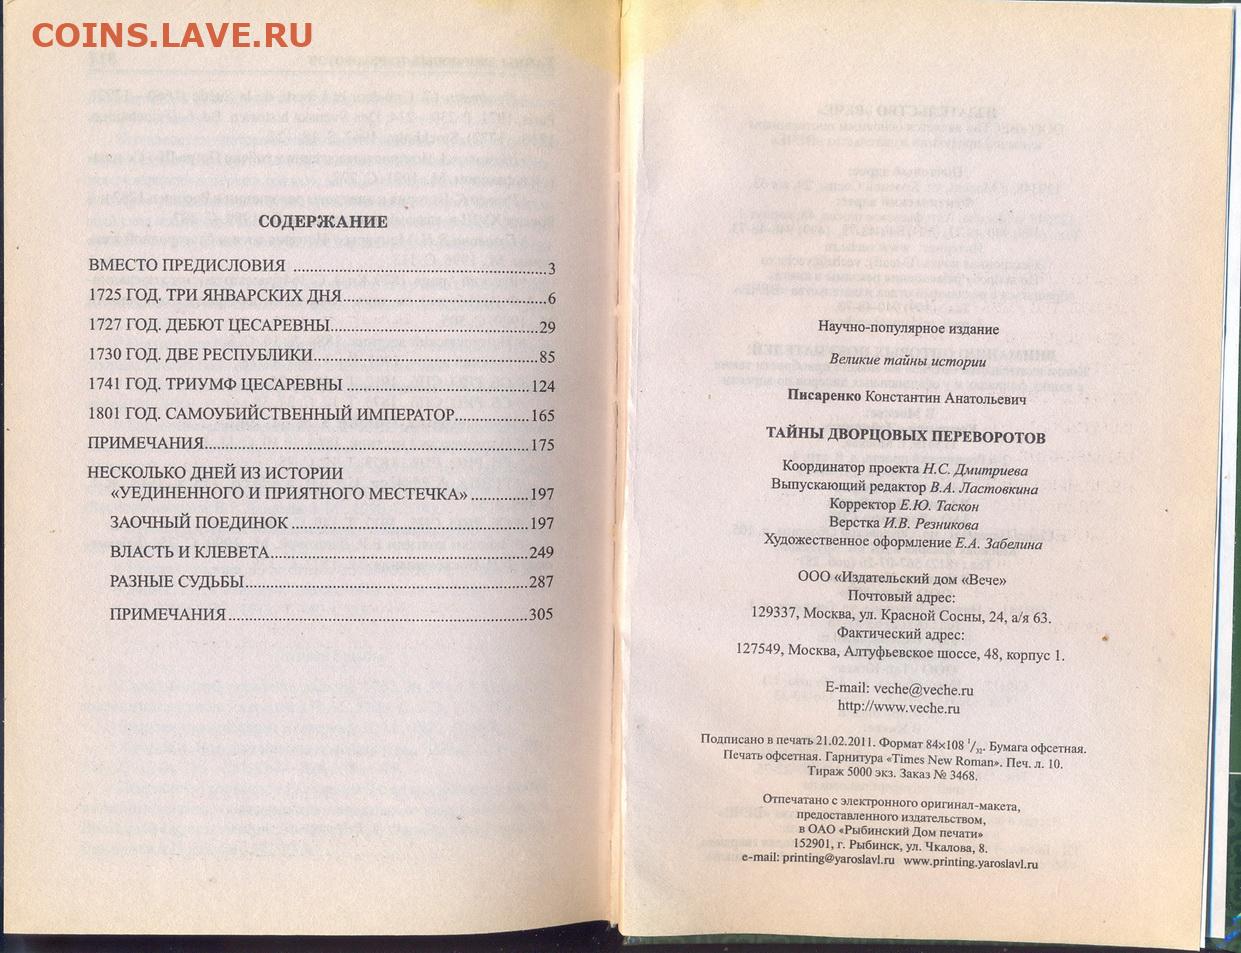 COINS.LAVE.RU
СОДЕРЖАНИЕ
ВМЕСТО ПРЕДИСЛОВИЯ ........ 3
1725 ГОД. ТРИ ЯНВАРСКИХ ДНЯ ........ 6
1727 ГОД. ДЕБЮТ ЦЕСАРЕВНЫ ........ 29
1730 ГОД. ДВЕ РЕСПУБЛИКИ ........ 85
1741 ГОД. ТРИУМФ ЦЕСАРЕВНЫ ........ 124
1801 ГОД. САМОУБИЙСТВЕННЫЙ ИМПЕРАТОР ........ 165
ПРИМЕЧАНИЯ ........ 175
НЕСКОЛЬКО ДНЕЙ ИЗ ИСТОРИИ
«УЕДИНЕННОГО И ПРИЯТНОГО МЕСТЕЧКА» ........ 197
ЗАОЧНЫЙ ПОЕДИНОК ........ 197
ВЛАСТЬ И КЛЕВЕТА ........ 249
РАЗНЫЕ СУДЬБЫ ........ 287
ПРИМЕЧАНИЯ ........ 305
Научно-популярное издание
Великие тайны истории
Писаренко Константин Анатольевич
ТАЙНЫ ДВОРЦОВЫХ ПЕРЕВОРОТОВ
Координатор проекта Н.С. Дмитриева
Выпускающий редактор В.А. Ластовкина
Корректор Е.Ю. Таскон
Верстка И.В. Резникова
Художественное оформление Е.А. Забелина
ООО «Издательский дом «Вече»
Почтовый адрес:
129337, Москва, ул. Красной Сосны, 24, а/я 63.
Фактический адрес:
127549, Москва, Алтуфьевское шоссе, 48, корпус 1.
E-mail: veche@veche.ru
http://www.veche.ru
Подписано в печать 21.02.2011. Формат 84×108 1/32. Бумага офсетная.
Печать офсетная. Гарнитура «Times New Roman». Печ. л. 10.
Тираж 5000 экз. Заказ № 3468.
Отпечатано с электронного оригинал-макета,
предоставленного издательством,
в ОАО «Рыбинский Дом печати»
152901, г. Рыбинск, ул. Чкалова, 8.
e-mail: printing@yaroslavl.ru www.printing.yaroslavl.ru